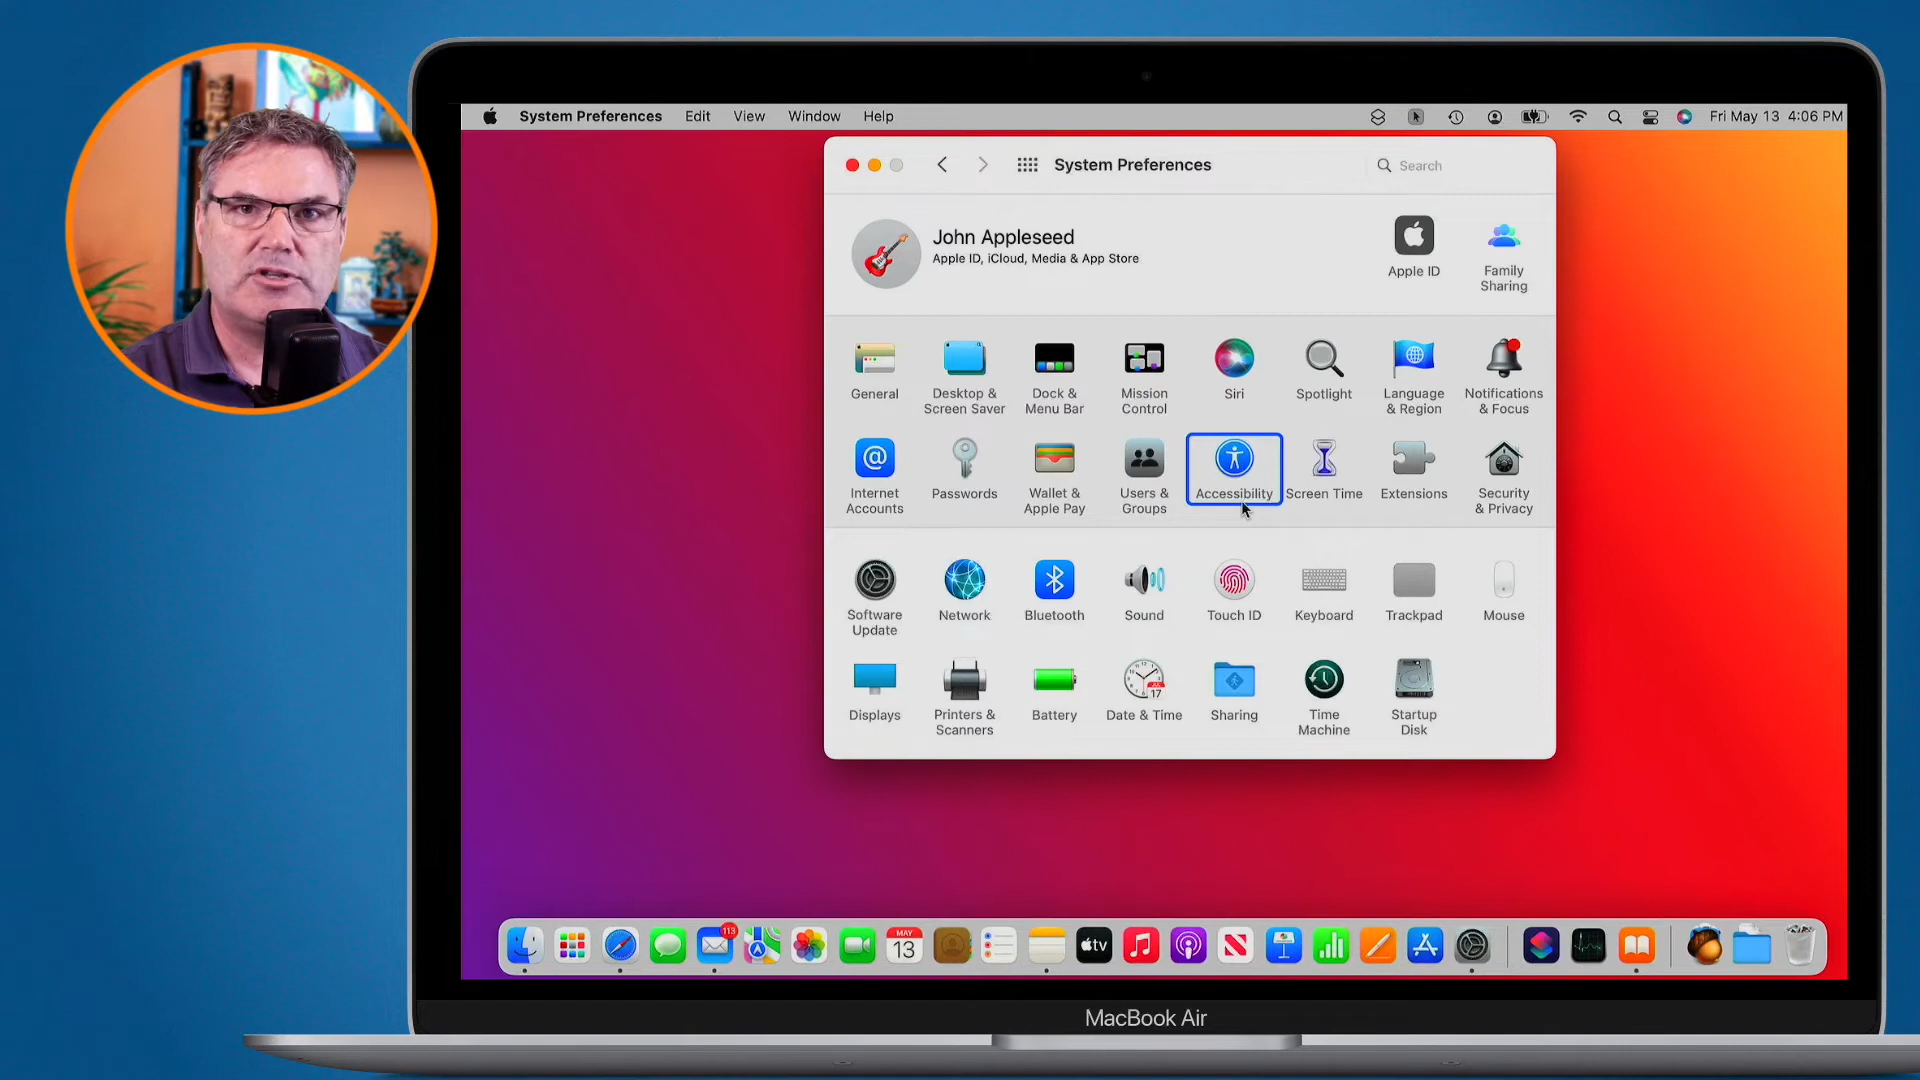 System Preferences Edit View Window Help Fri May 13 4:06 PM
System Preferences
Search
John Appleseed
Apple ID, iCloud, Media & App Store
Apple ID
Family
Sharing
General
Desktop &
Screen Saver
Dock &
Menu Bar
Mission
Control
Siri
Spotlight
Language
& Region
Notifications
& Focus
Internet
Accounts
Passwords
Wallet &
Apple Pay
Users &
Groups
Accessibility
Screen Time
Extensions
Security
& Privacy
Software
Update
Network
Bluetooth
Sound
Touch ID
Keyboard
Trackpad
Mouse
Displays
Printers &
Scanners
Battery
17
Date & Time
Sharing
Time
Machine
Startup
Disk
113
MAY
13
tv
MacBook Air